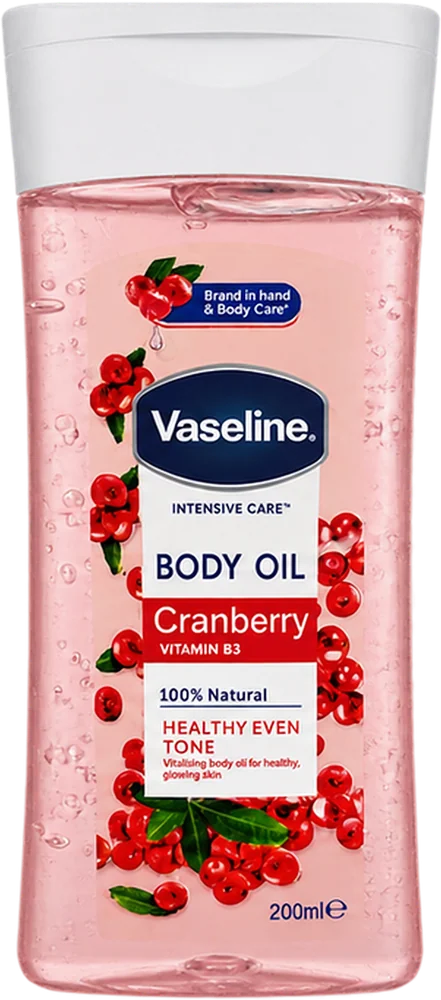 Brand in hand
& Body Care*
Vaseline.
INTENSIVE CARE™
BODY OIL
Cranberry
VITAMIN B3
100% Natural
HEALTHY EVEN
TONE
Vitalising body oil for healthy,
glowing skin
200ml℮